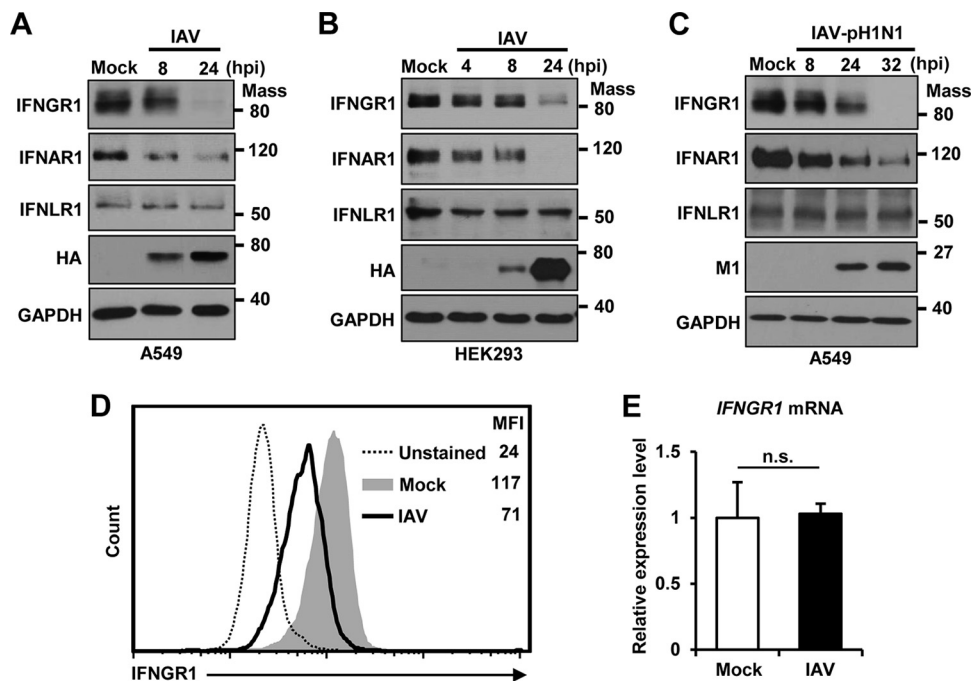 A
IAV
Mock 8 24 (hpi)
Mass
IFNGR1
80
IFNAR1
120
IFNLR1
50
HA
80
GAPDH
40
A549
B
IAV
Mock 4 8 24 (hpi)
Mass
IFNGR1
80
IFNAR1
120
IFNLR1
50
HA
80
GAPDH
40
HEK293
C
IAV-pH1N1
Mock 8 24 32 (hpi)
Mass
IFNGR1
80
IFNAR1
120
IFNLR1
50
M1
27
GAPDH
40
A549
D
MFI
Unstained 24
Mock 117
IAV 71
Count
IFNGR1
E
IFNGR1 mRNA
Relative expression level
1.5
1
0.5
0
n.s.
Mock IAV